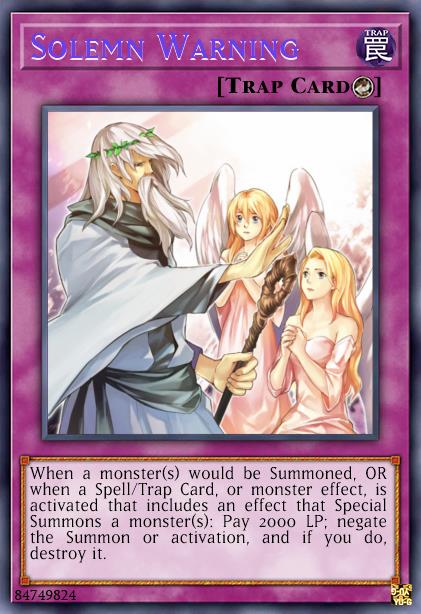 Solemn Warning
TRAP
罠
[Trap Card]
When a monster(s) would be Summoned, OR
when a Spell/Trap Card, or monster effect, is
activated that includes an effect that Special
Summons a monster(s): Pay 2000 LP; negate
the Summon or activation, and if you do,
destroy it.
84749824